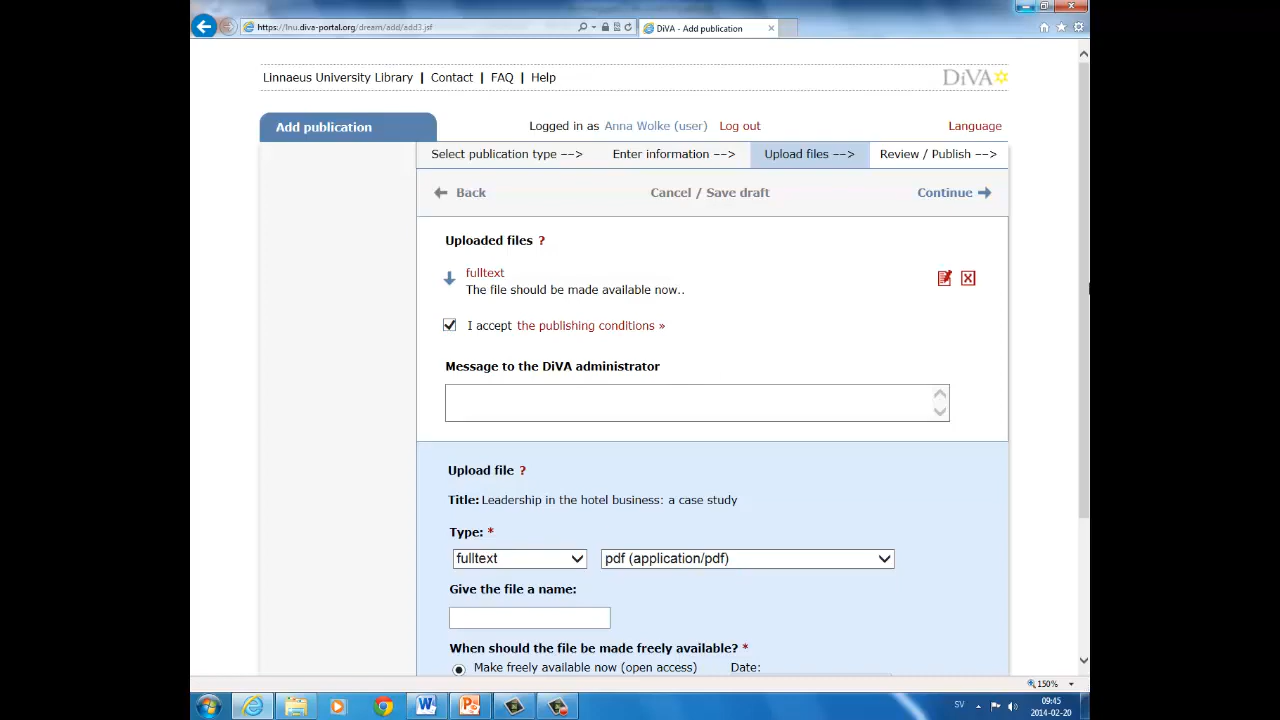 https://lnu.diva-portal.org/dream/add/add3.jsf
DiVA - Add publication
Linnaeus University Library | Contact | FAQ | Help
DiVA
Add publication
Logged in as Anna Wolke (user) Log out
Language
Select publication type -->
Enter information -->
Upload files -->
Review / Publish -->
Back
Cancel / Save draft
Continue
Uploaded files ?
fulltext
The file should be made available now..
I accept the publishing conditions »
Message to the DiVA administrator
Upload file ?
Title: Leadership in the hotel business: a case study
Type: *
fulltext
pdf (application/pdf)
Give the file a name:
When should the file be made freely available? *
Make freely available now (open access)
Date:
150%
SV
09:45
2014-02-20